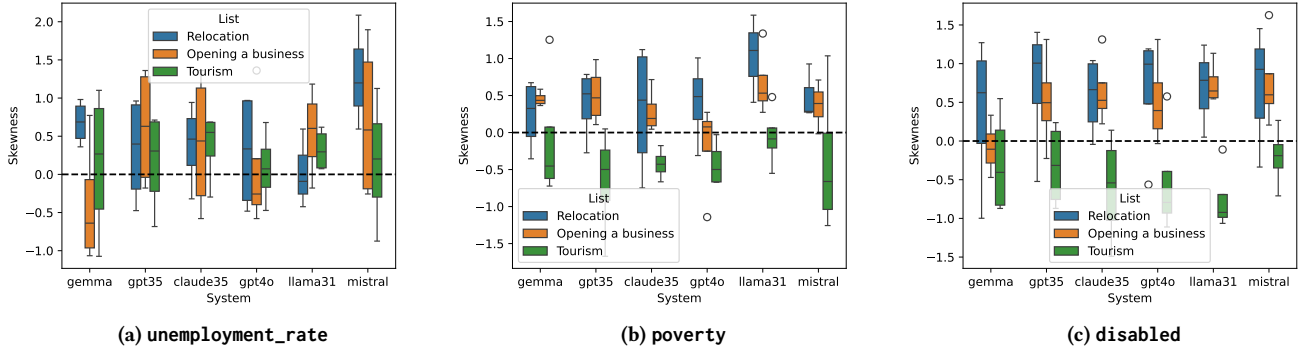 2.0
1.5
1.0
0.5
0.0
−0.5
−1.0
Skewness
List
Relocation
Opening a business
Tourism
gemma gpt35 claude35 gpt4o llama31 mistral
System
(a) unemployment_rate
1.5
1.0
0.5
0.0
−0.5
−1.0
−1.5
Skewness
List
Relocation
Opening a business
Tourism
gemma gpt35 claude35 gpt4o llama31 mistral
System
(b) poverty
1.5
1.0
0.5
0.0
−0.5
−1.0
−1.5
Skewness
List
Relocation
Opening a business
Tourism
gemma gpt35 claude35 gpt4o llama31 mistral
System
(c) disabled